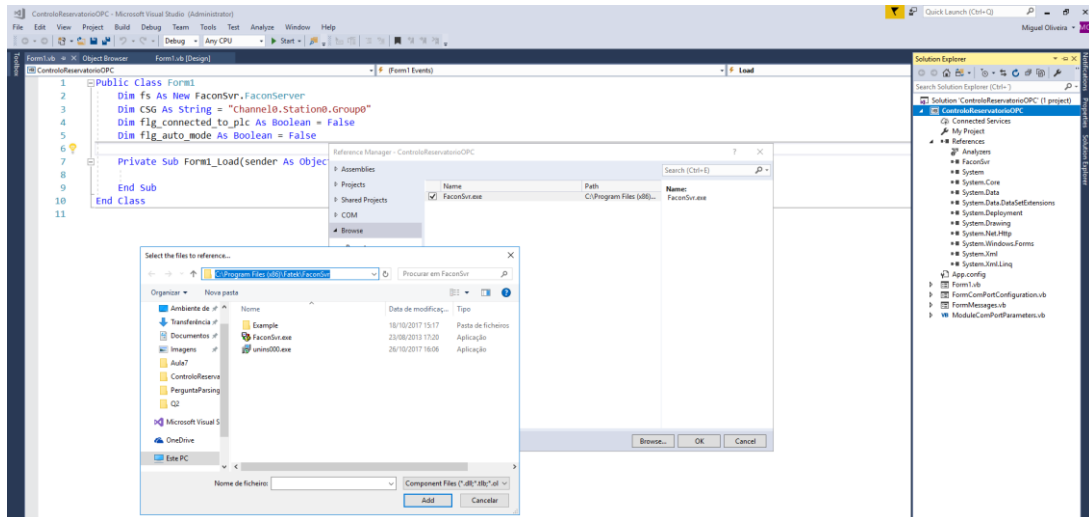 ControloReservatorioOPC - Microsoft Visual Studio (Administrator)
Quick Launch (Ctrl+Q)
File Edit View Project Build Debug Team Tools Test Analyze Window Help
Miguel Oliveira
MO
Debug Any CPU Start
Toolbox
Form1.vb Object Browser Form1.vb [Design]
ControloReservatorioOPC (Form1 Events) Load
1 Public Class Form1
2 Dim fs As New FaconSvr.FaconServer
3 Dim CSG As String = "Channel0.Station0.Group0"
4 Dim flg_connected_to_plc As Boolean = False
5 Dim flg_auto_mode As Boolean = False
6
7 Private Sub Form1_Load(sender As Objec
8
9 End Sub
10 End Class
11
Reference Manager - ControloReservatorioOPC ? ×
Assemblies
Projects
Shared Projects
COM
Browse
Search (Ctrl+E)
Name Path
FaconSvr.exe C:\Program Files (x86)...
Name:
FaconSvr.exe
Browse... OK Cancel
Select the files to reference...
C:\Program Files (x86)\Fatek\FaconSvr
Procurar em FaconSvr
Organizar Nova pasta
Nome Data de modificaç... Tipo
Ambiente de
Transferência
Documentos
Imagens
Aula7
ControloReserva
PerguntaParsing
Q2
Microsoft Visual S
OneDrive
Este PC
Example 18/10/2017 15:17 Pasta de ficheiros
FaconSvr.exe 23/08/2013 17:20 Aplicação
unins000.exe 26/10/2017 16:06 Aplicação
Nome de ficheiro:
Component Files (*.dll;*.tlb;*.ol
Add Cancelar
Solution Explorer
Search Solution Explorer (Ctrl+´)
Solution 'ControloReservatorioOPC' (1 project)
ControloReservatorioOPC
Connected Services
My Project
References
Analyzers
FaconSvr
System
System.Core
System.Data
System.Data.DataSetExtensions
System.Deployment
System.Drawing
System.Net.Http
System.Windows.Forms
System.Xml
System.Xml.Linq
App.config
Form1.vb
FormComPortConfiguration.vb
FormMessages.vb
ModuleComPortParameters.vb
Notifications
Properties
Solution Explorer